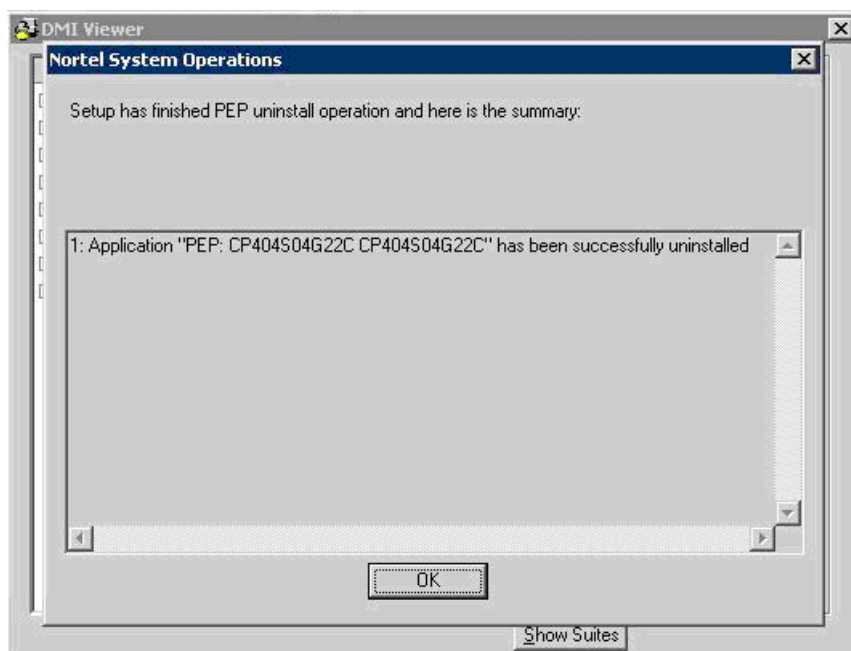 DMI Viewer
Nortel System Operations
Setup has finished PEP uninstall operation and here is the summary:
1: Application "PEP: CP404S04G22C CP404S04G22C" has been successfully uninstalled
OK
Show Suites